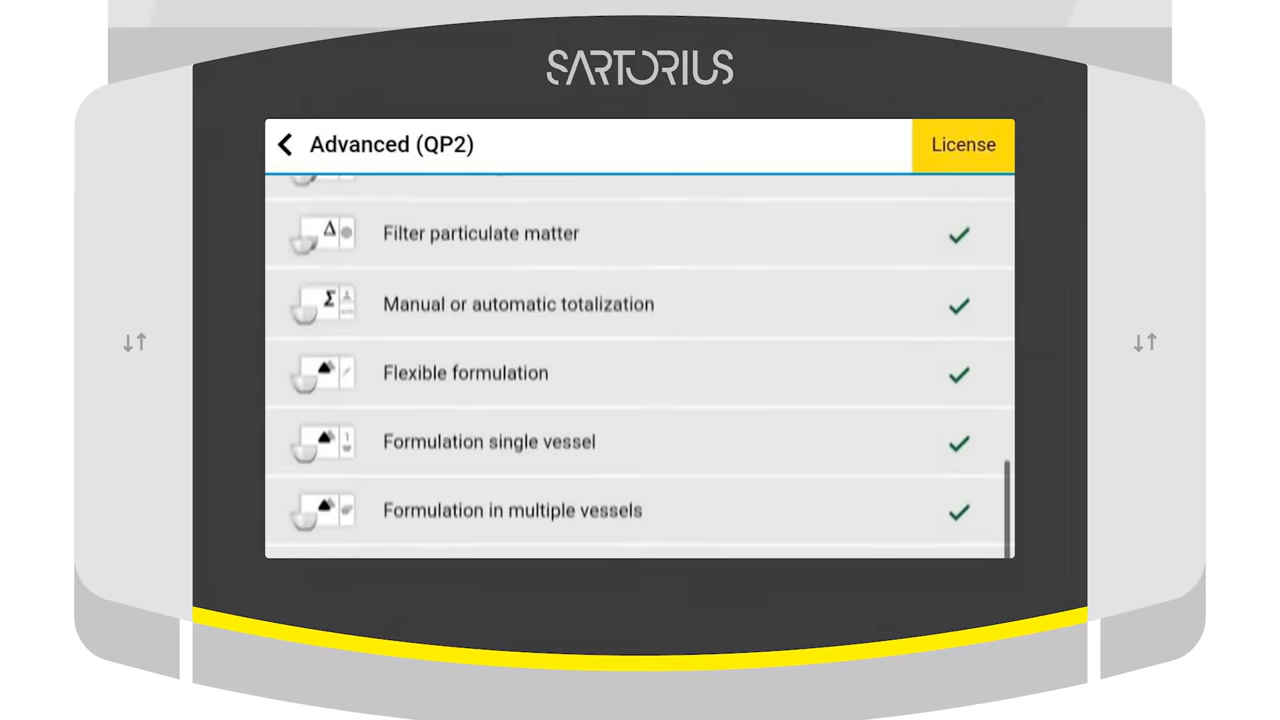 SARTORIUS
Advanced (QP2)
License
Filter particulate matter
Manual or automatic totalization
Flexible formulation
Formulation single vessel
Formulation in multiple vessels